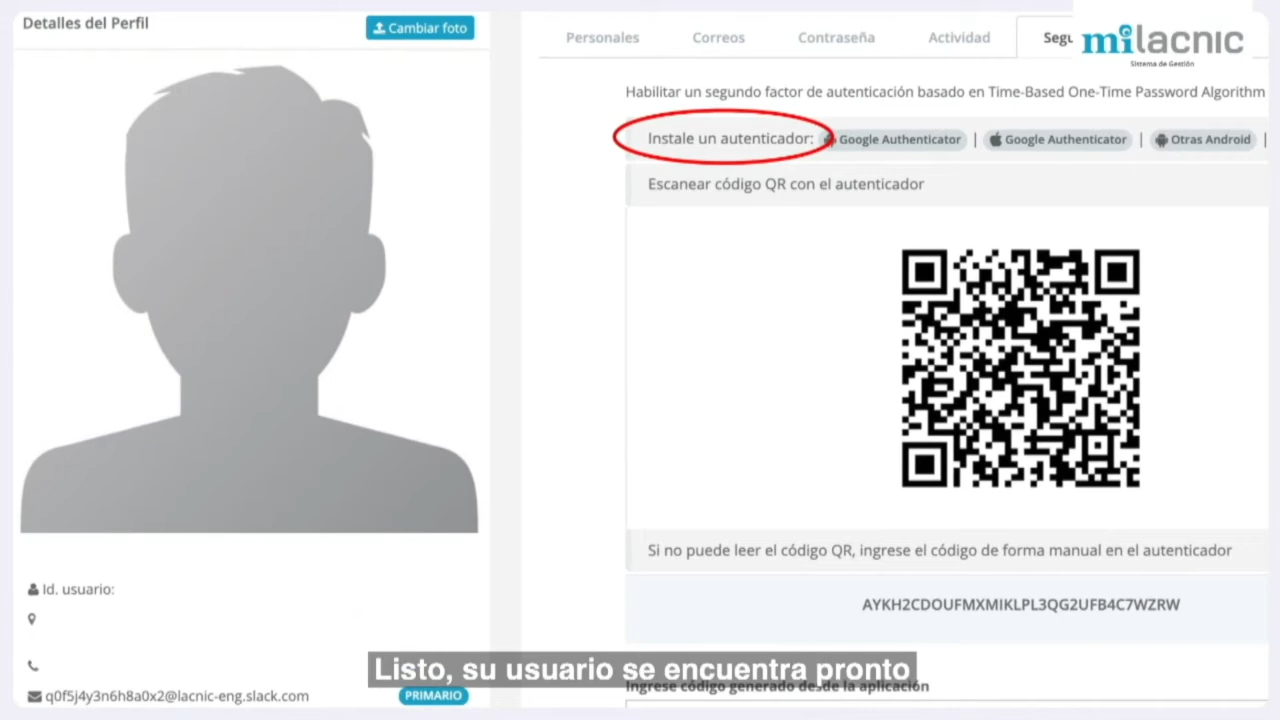 Detalles del Perfil
Cambiar foto
Id. usuario:
q0f5j4y3n6h8a0x2@lacnic-eng.slack.com
PRIMARIO
Personales
Correos
Contraseña
Actividad
Segu
milacnic
Sistema de Gestión
Habilitar un segundo factor de autenticación basado en Time-Based One-Time Password Algorithm
Instale un autenticador: Google Authenticator | Google Authenticator | Otras Android |
Escanear código QR con el autenticador
Si no puede leer el código QR, ingrese el código de forma manual en el autenticador
AYKH2CDOUFMXMIKLPL3QG2UFB4C7WZRW
Listo, su usuario se encuentra pronto
Ingrese código generado desde la aplicación